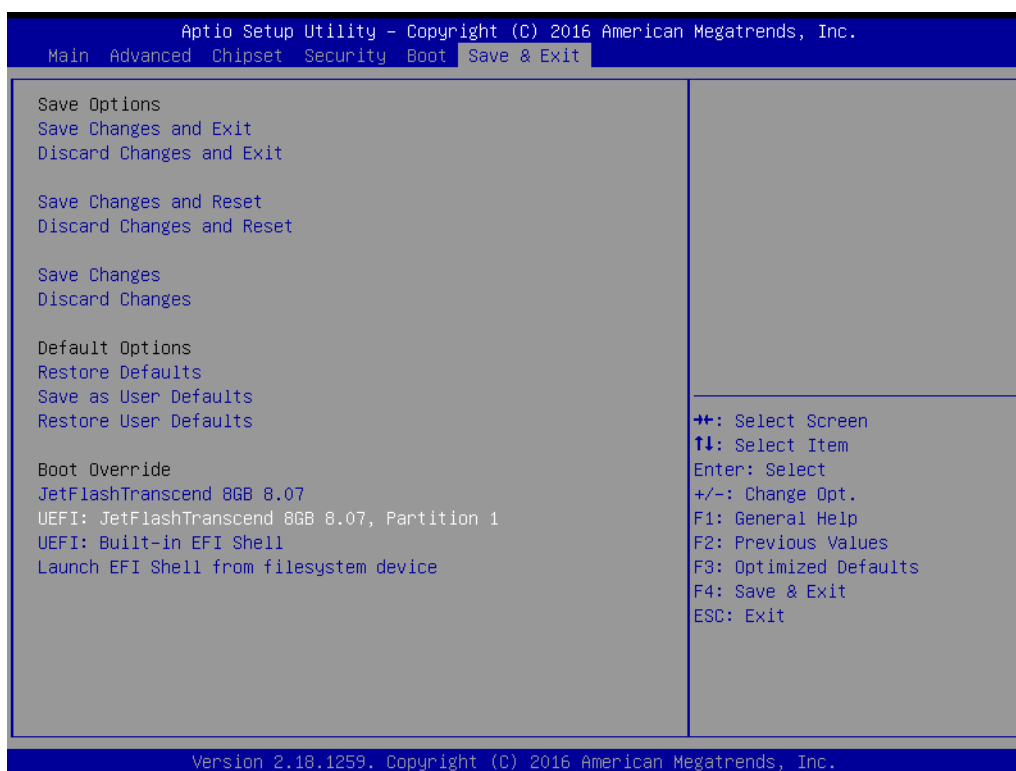 Aptio Setup Utility – Copyright (C) 2016 American Megatrends, Inc.
Main Advanced Chipset Security Boot Save & Exit
Save Options
Save Changes and Exit
Discard Changes and Exit
Save Changes and Reset
Discard Changes and Reset
Save Changes
Discard Changes
Default Options
Restore Defaults
Save as User Defaults
Restore User Defaults
Boot Override
JetFlashTranscend 8GB 8.07
UEFI: JetFlashTranscend 8GB 8.07, Partition 1
UEFI: Built-in EFI Shell
Launch EFI Shell from filesystem device
→←: Select Screen
↑↓: Select Item
Enter: Select
+/-: Change Opt.
F1: General Help
F2: Previous Values
F3: Optimized Defaults
F4: Save & Exit
ESC: Exit
Version 2.18.1259. Copyright (C) 2016 American Megatrends, Inc.